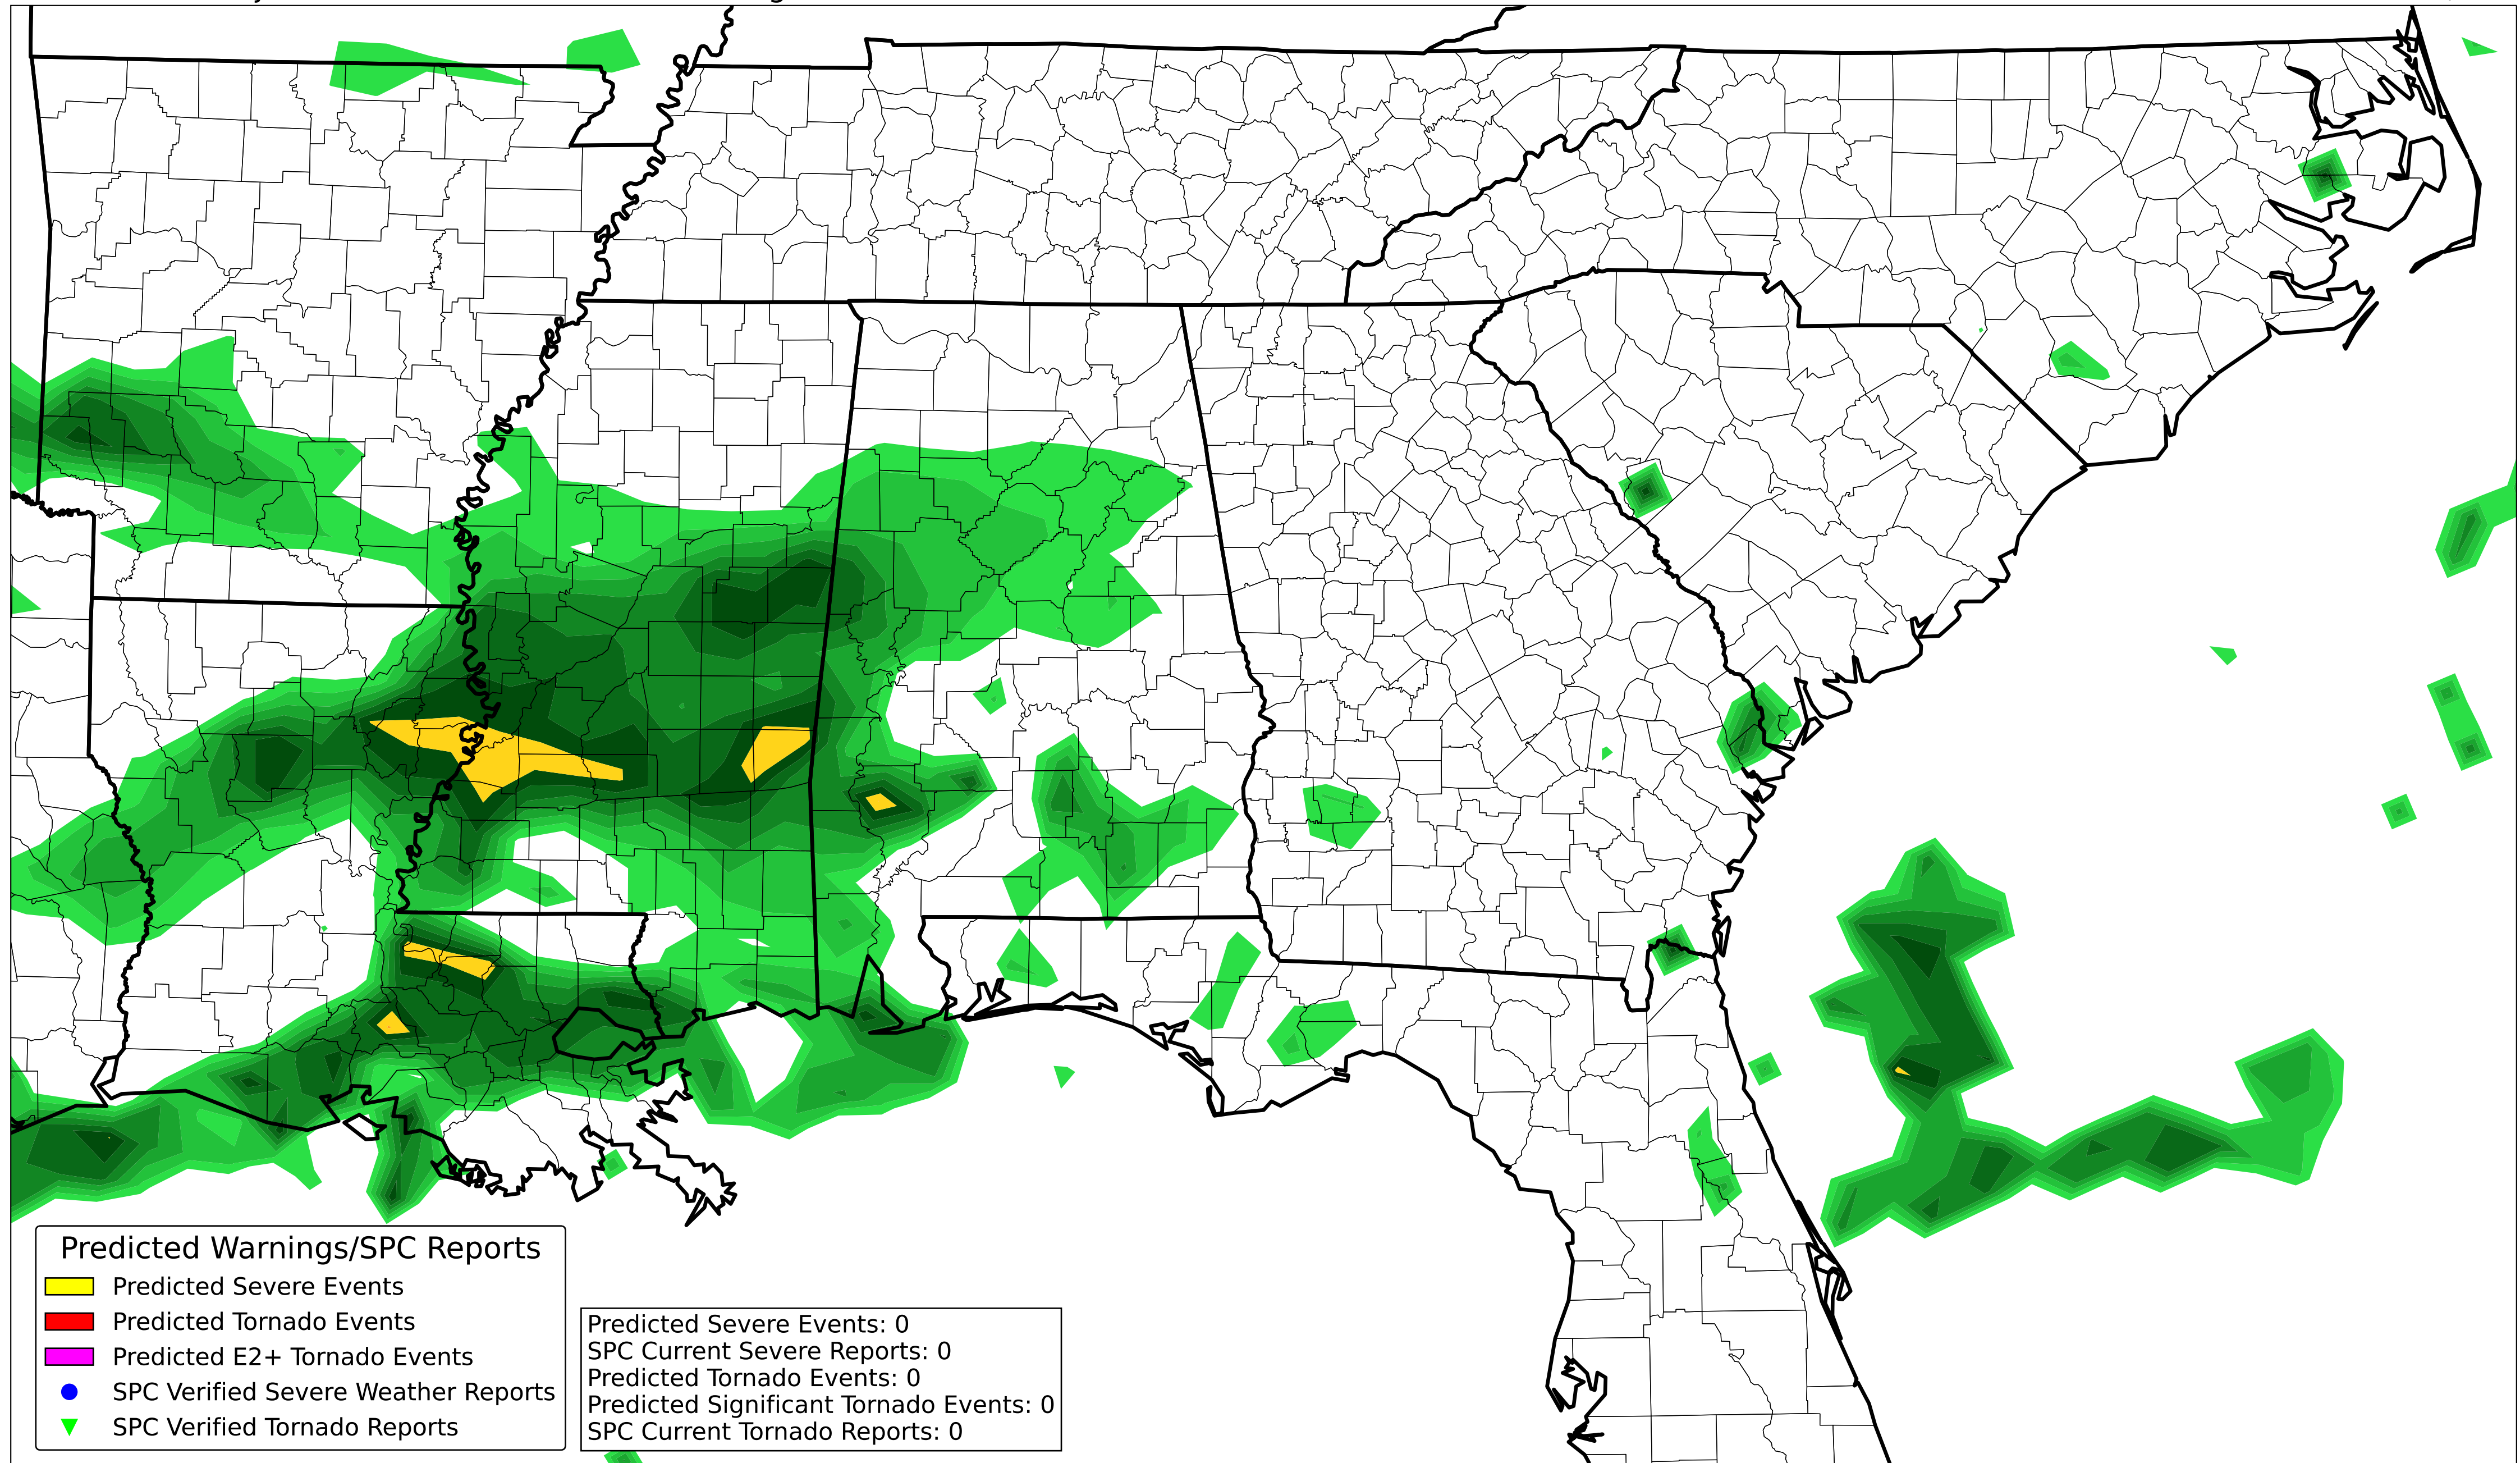 Predicted Warnings/SPC Reports
Predicted Severe Events
Predicted Tornado Events
Predicted E2+ Tornado Events
SPC Verified Severe Weather Reports
SPC Verified Tornado Reports
Predicted Severe Events: 0
SPC Current Severe Reports: 0
Predicted Tornado Events: 0
Predicted Significant Tornado Events: 0
SPC Current Tornado Reports: 0